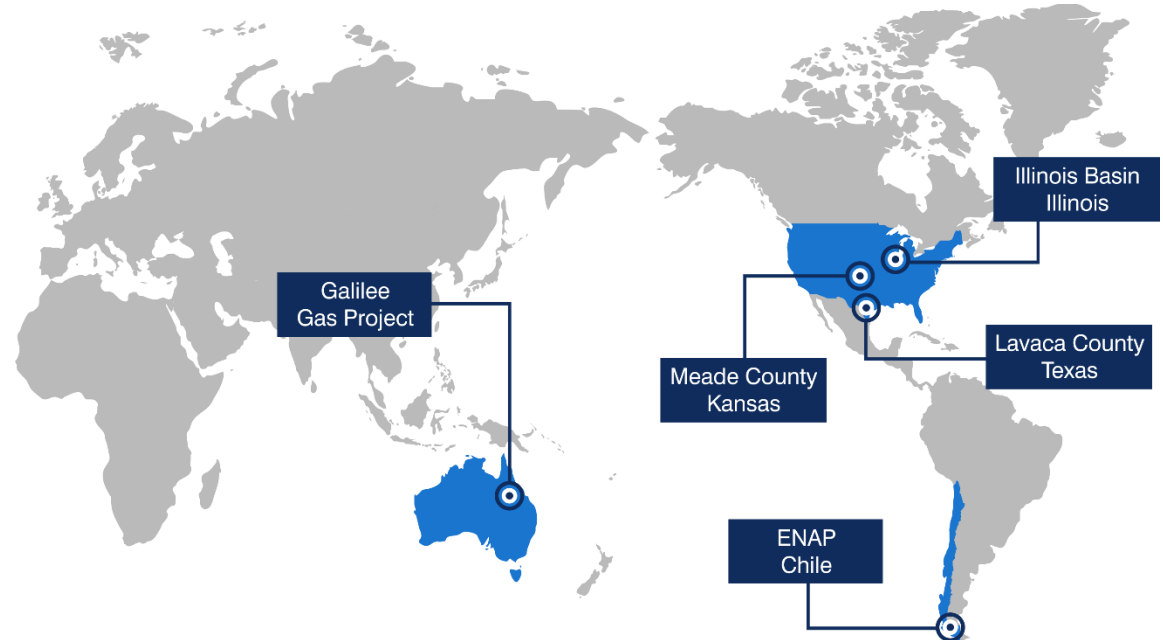 Illinois Basin
Illinois
Galilee
Gas Project
Lavaca County
Texas
Meade County
Kansas
ENAP
Chile